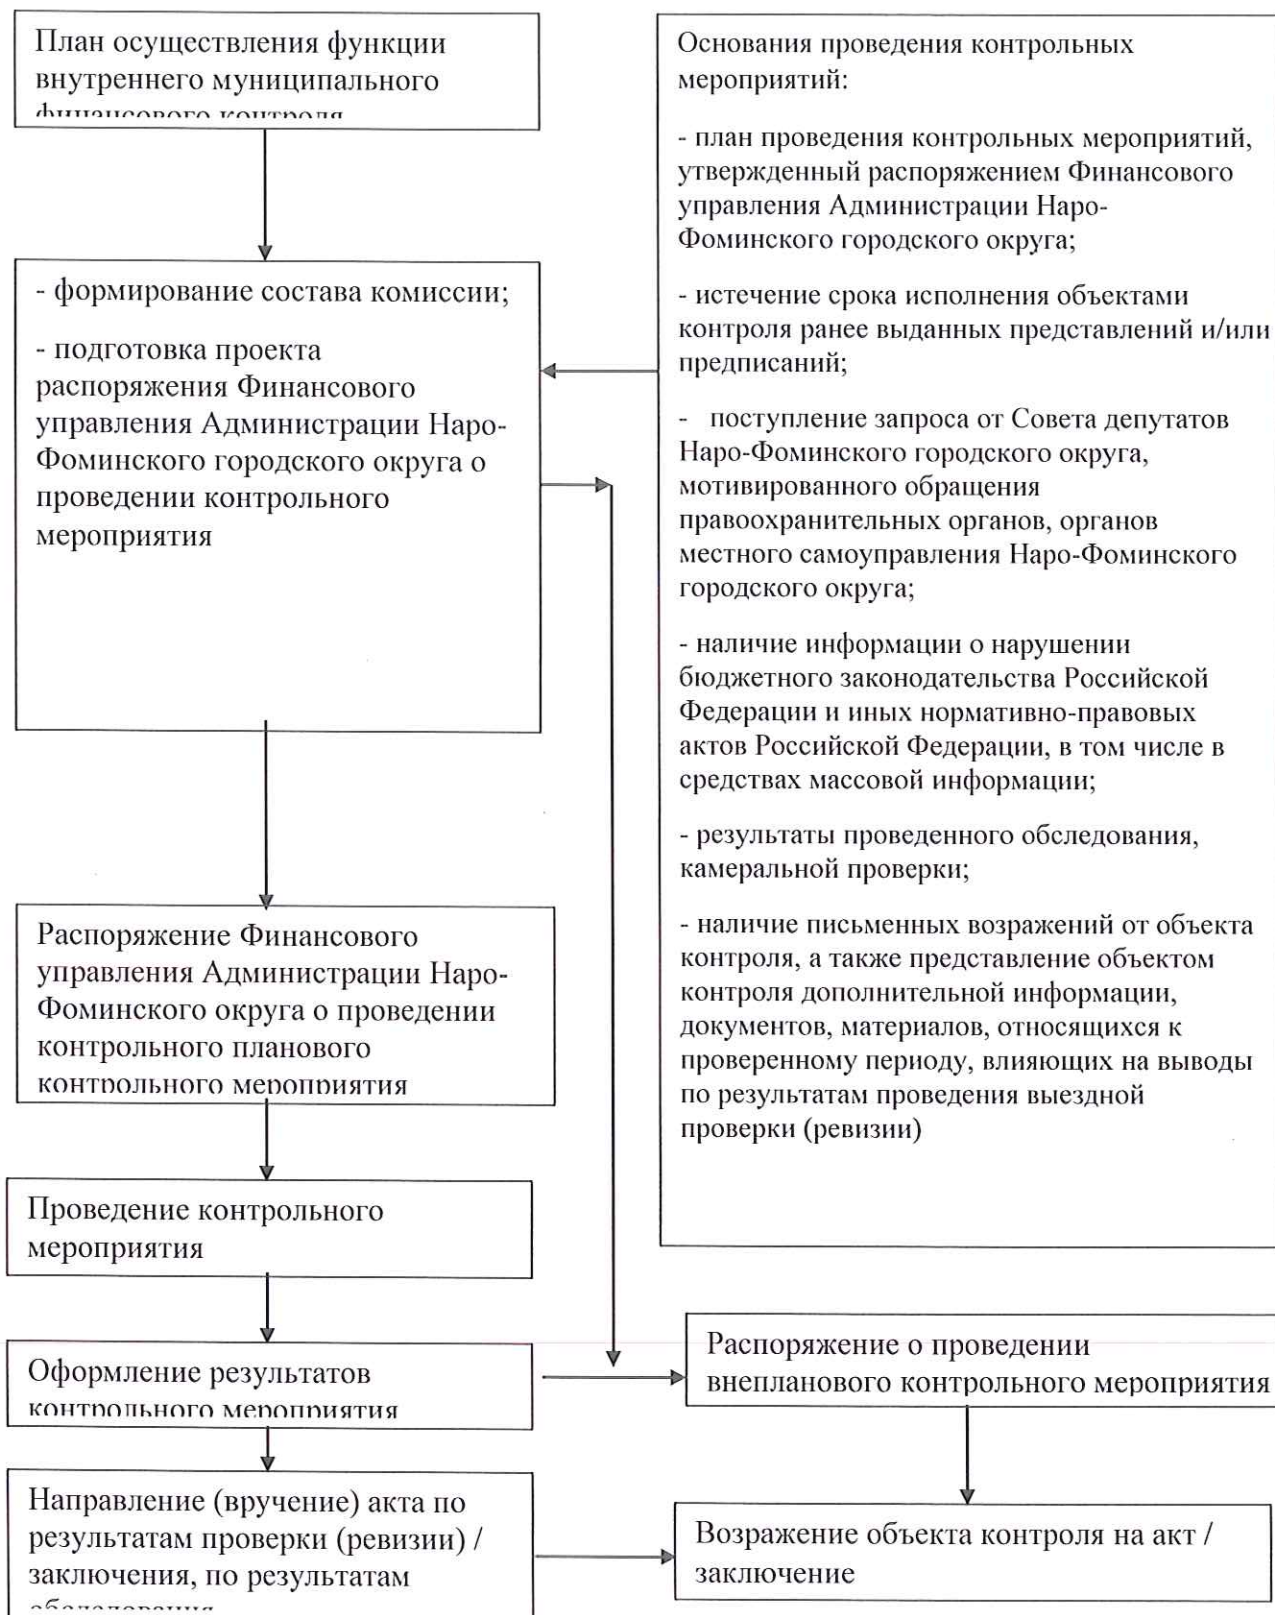 План осуществления функции
внутреннего муниципального
финансового контроля
- формирование состава комиссии;
- подготовка проекта
распоряжения Финансового
управления Администрации Наро-
Фоминского городского округа о
проведении контрольного
мероприятия
Распоряжение Финансового
управления Администрации Наро-
Фоминского округа о проведении
контрольного планового
контрольного мероприятия
Проведение контрольного
мероприятия
Оформление результатов
контрольного мероприятия
Направление (вручение) акта по
результатам проверки (ревизии) /
заключения, по результатам
обследования
Основания проведения контрольных
мероприятий:
- план проведения контрольных мероприятий,
утвержденный распоряжением Финансового
управления Администрации Наро-
Фоминского городского округа;
- истечение срока исполнения объектами
контроля ранее выданных представлений и/или
предписаний;
- поступление запроса от Совета депутатов
Наро-Фоминского городского округа,
мотивированного обращения
правоохранительных органов, органов
местного самоуправления Наро-Фоминского
городского округа;
- наличие информации о нарушении
бюджетного законодательства Российской
Федерации и иных нормативно-правовых
актов Российской Федерации, в том числе в
средствах массовой информации;
- результаты проведенного обследования,
камеральной проверки;
- наличие письменных возражений от объекта
контроля, а также представление объектом
контроля дополнительной информации,
документов, материалов, относящихся к
проверенному периоду, влияющих на выводы
по результатам проведения выездной
проверки (ревизии)
Распоряжение о проведении
внепланового контрольного мероприятия
Возражение объекта контроля на акт /
заключение